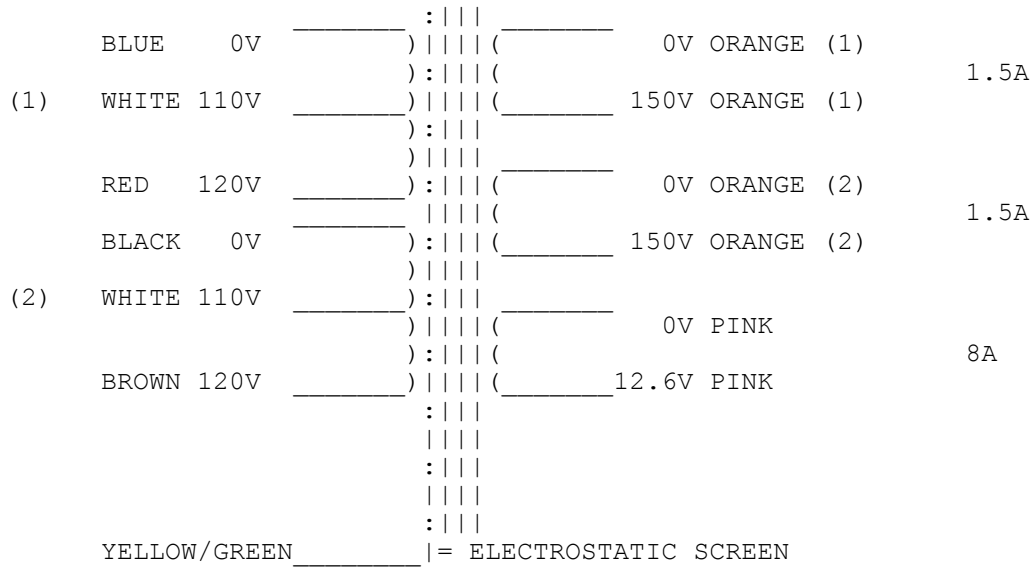 BLUE 0V 0V ORANGE (1)
1.5A
(1) WHITE 110V 150V ORANGE (1)
RED 120V 0V ORANGE (2)
1.5A
BLACK 0V 150V ORANGE (2)
(2) WHITE 110V
0V PINK
8A
BROWN 120V 12.6V PINK
YELLOW/GREEN = ELECTROSTATIC SCREEN